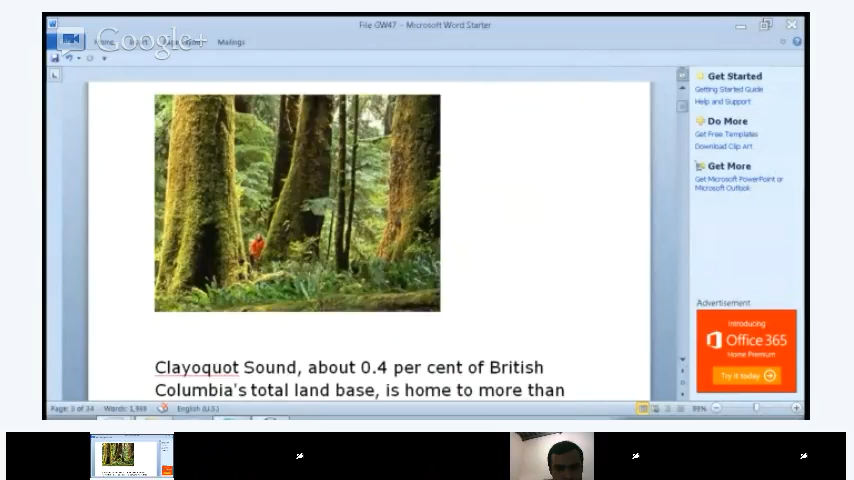 File GW47 - Microsoft Word Starter
Google+
Mailings
Get Started
Getting Started Guide
Help and Support
Do More
Get Free Templates
Download Clip Art
Get More
Get Microsoft PowerPoint or
Microsoft Outlook
Clayoquot Sound, about 0.4 per cent of British
Columbia's total land base, is home to more than
Advertisement
Introducing
Office 365
Home Premium
Try it today
Page: 3 of 34 Words: 1,988 English (U.S.) 99%